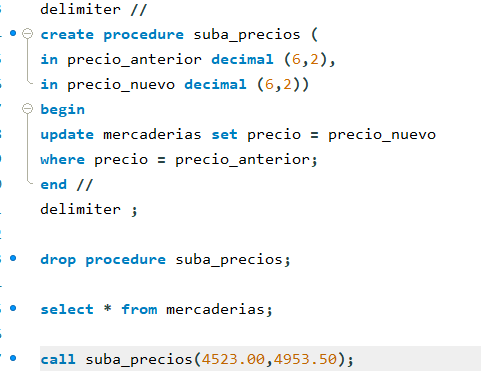 delimiter //
create procedure suba_precios (
in precio_anterior decimal (6,2),
in precio_nuevo decimal (6,2))
begin
update mercaderias set precio = precio_nuevo
where precio = precio_anterior;
end //
delimiter ;
drop procedure suba_precios;
select * from mercaderias;
call suba_precios(4523.00,4953.50);